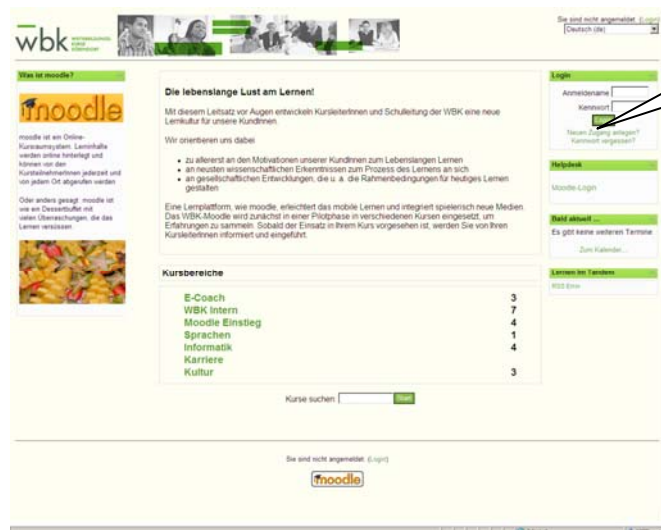 Sie sind nicht angemeldet. (Login)
Deutsch (de)
wbk
Was ist moodle?
moodle
moodle ist ein Online-
Kursraumsystem. Lerninhalte
werden online hinterlegt und
können von den
KursteilnehmerInnen jederzeit und
von jedem Ort abgerufen werden
Oder anders gesagt: moodle ist
wie ein Dessertbuffet mit
vielen Überraschungen, die das
Lernen versüssen.
Die lebenslange Lust am Lernen!
Mit diesem Leitsatz vor Augen entwickeln KursleiterInnen und Schulleitung der WBK eine neue
Lernkultur für unsere KundInnen.
Wir orientieren uns dabei
zu allererst an den Motivationen unserer KundInnen zum Lebenslangen Lernen
an neusten wissenschaftlichen Erkenntnissen zum Prozess des Lernens an sich
an gesellschaftlichen Entwicklungen, die u. a. die Rahmenbedingungen für heutiges Lernen
gestalten
Eine Lernplattform, wie moodle, erleichtert das mobile Lernen und integriert spielerisch neue Medien.
Das WBK-Moodle wird zunächst in einer Pilotphase in verschiedenen Kursen eingesetzt, um
Erfahrungen zu sammeln. Sobald der Einsatz in Ihrem Kurs vorgesehen ist, werden Sie von Ihren
KursleiterInnen informiert und eingeführt.
Kursbereiche
E-Coach 3
WBK Intern 7
Moodle Einstieg 4
Sprachen 1
Informatik 4
Karriere
Kultur 3
Kurse suchen: Start
Login
Anmeldename
Kennwort
Login
Neuen Zugang anlegen?
Kennwort vergessen?
Helpdesk
Moodle-Login
Bald aktuell ...
Es gibt keine weiteren Termine
Zum Kalender...
Lernen im Tandem
RSS Error
Sie sind nicht angemeldet. (Login)
moodle